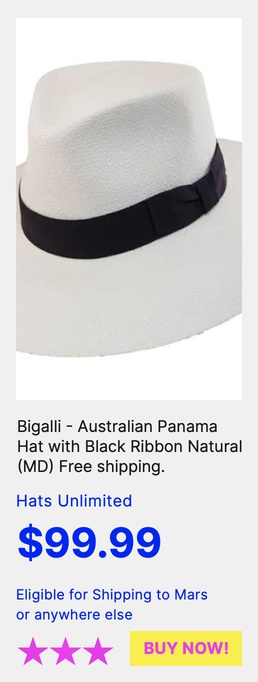 Bigalli - Australian Panama
Hat with Black Ribbon Natural
(MD) Free shipping.
Hats Unlimited
$99.99
Eligible for Shipping to Mars
or anywhere else
BUY NOW!